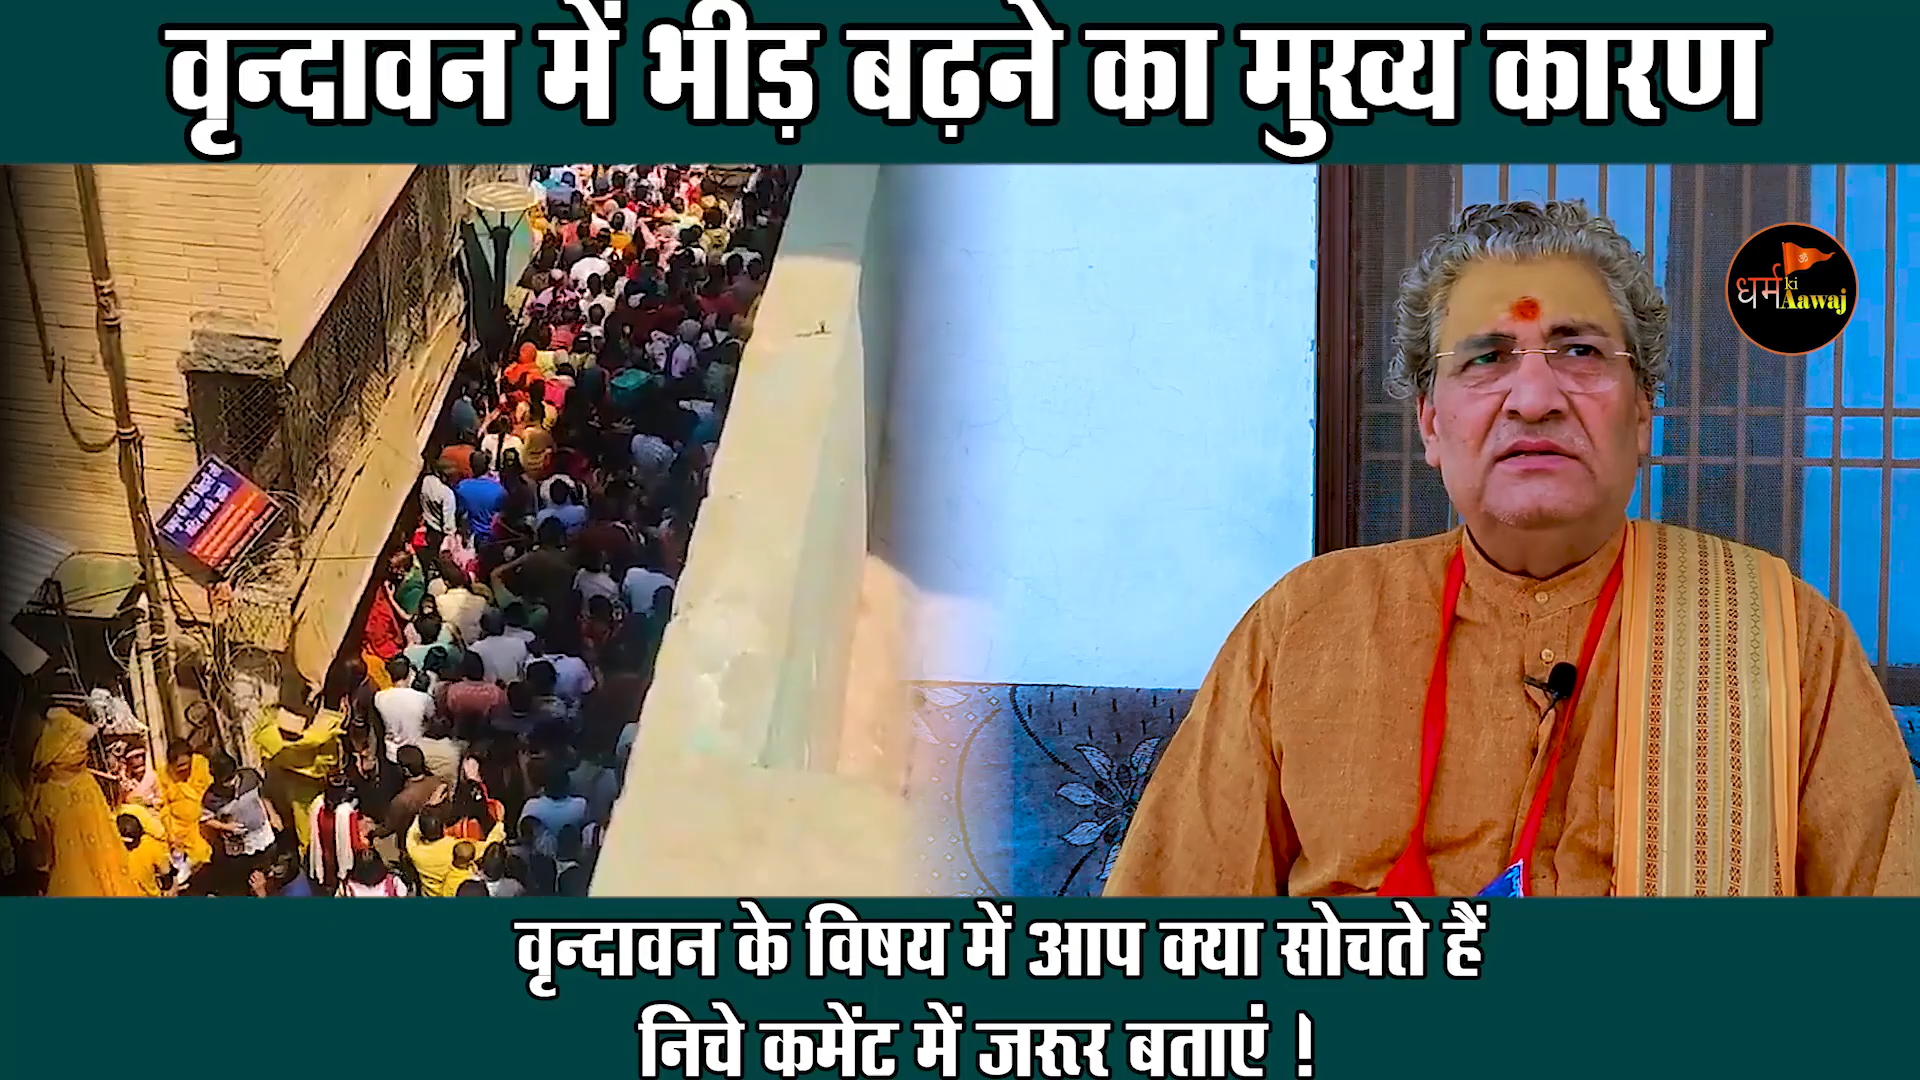 वृन्दावन में भीड़ बढ़ने का मुख्य कारण
ॐ
धर्म ki Aawaj
वृन्दावन के विषय में आप क्या सोचते हैं
निचे कमेंट में जरूर बताएं !